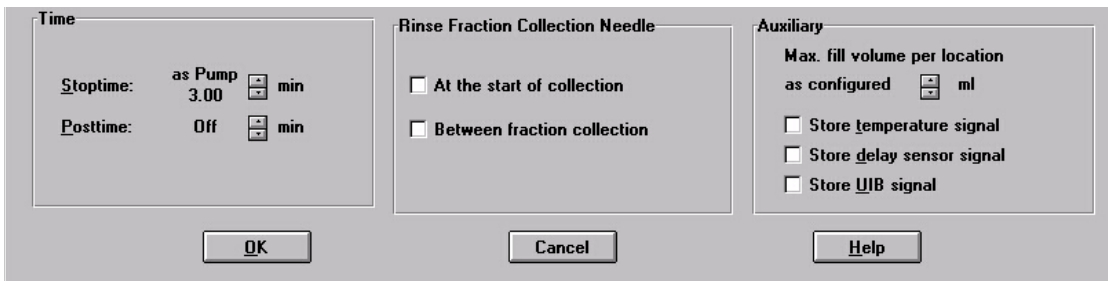 Time
Stoptime: as Pump 3.00 min
Posttime: Off min
Rinse Fraction Collection Needle
At the start of collection
Between fraction collection
Auxiliary
Max. fill volume per location
as configured ml
Store temperature signal
Store delay sensor signal
Store UIB signal
OK Cancel Help